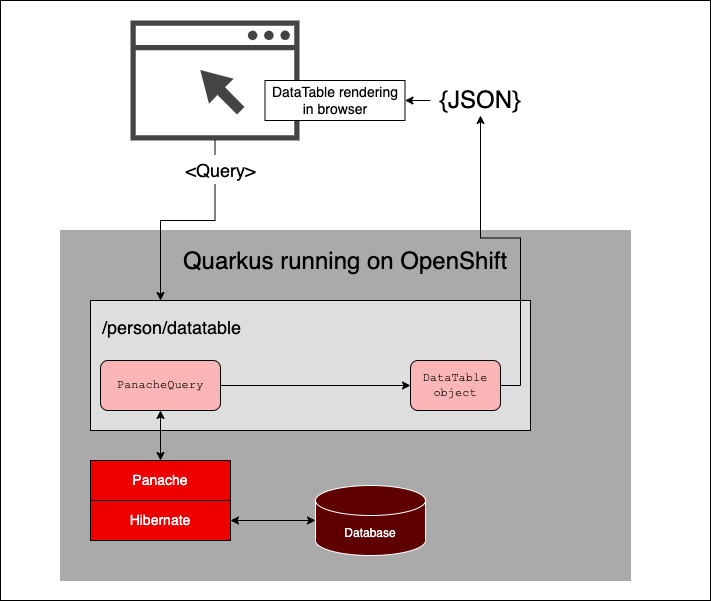 DataTable rendering
in browser
{JSON}
<Query>
Quarkus running on OpenShift
/person/datatable
PanacheQuery
DataTable
object
Panache
Hibernate
Database